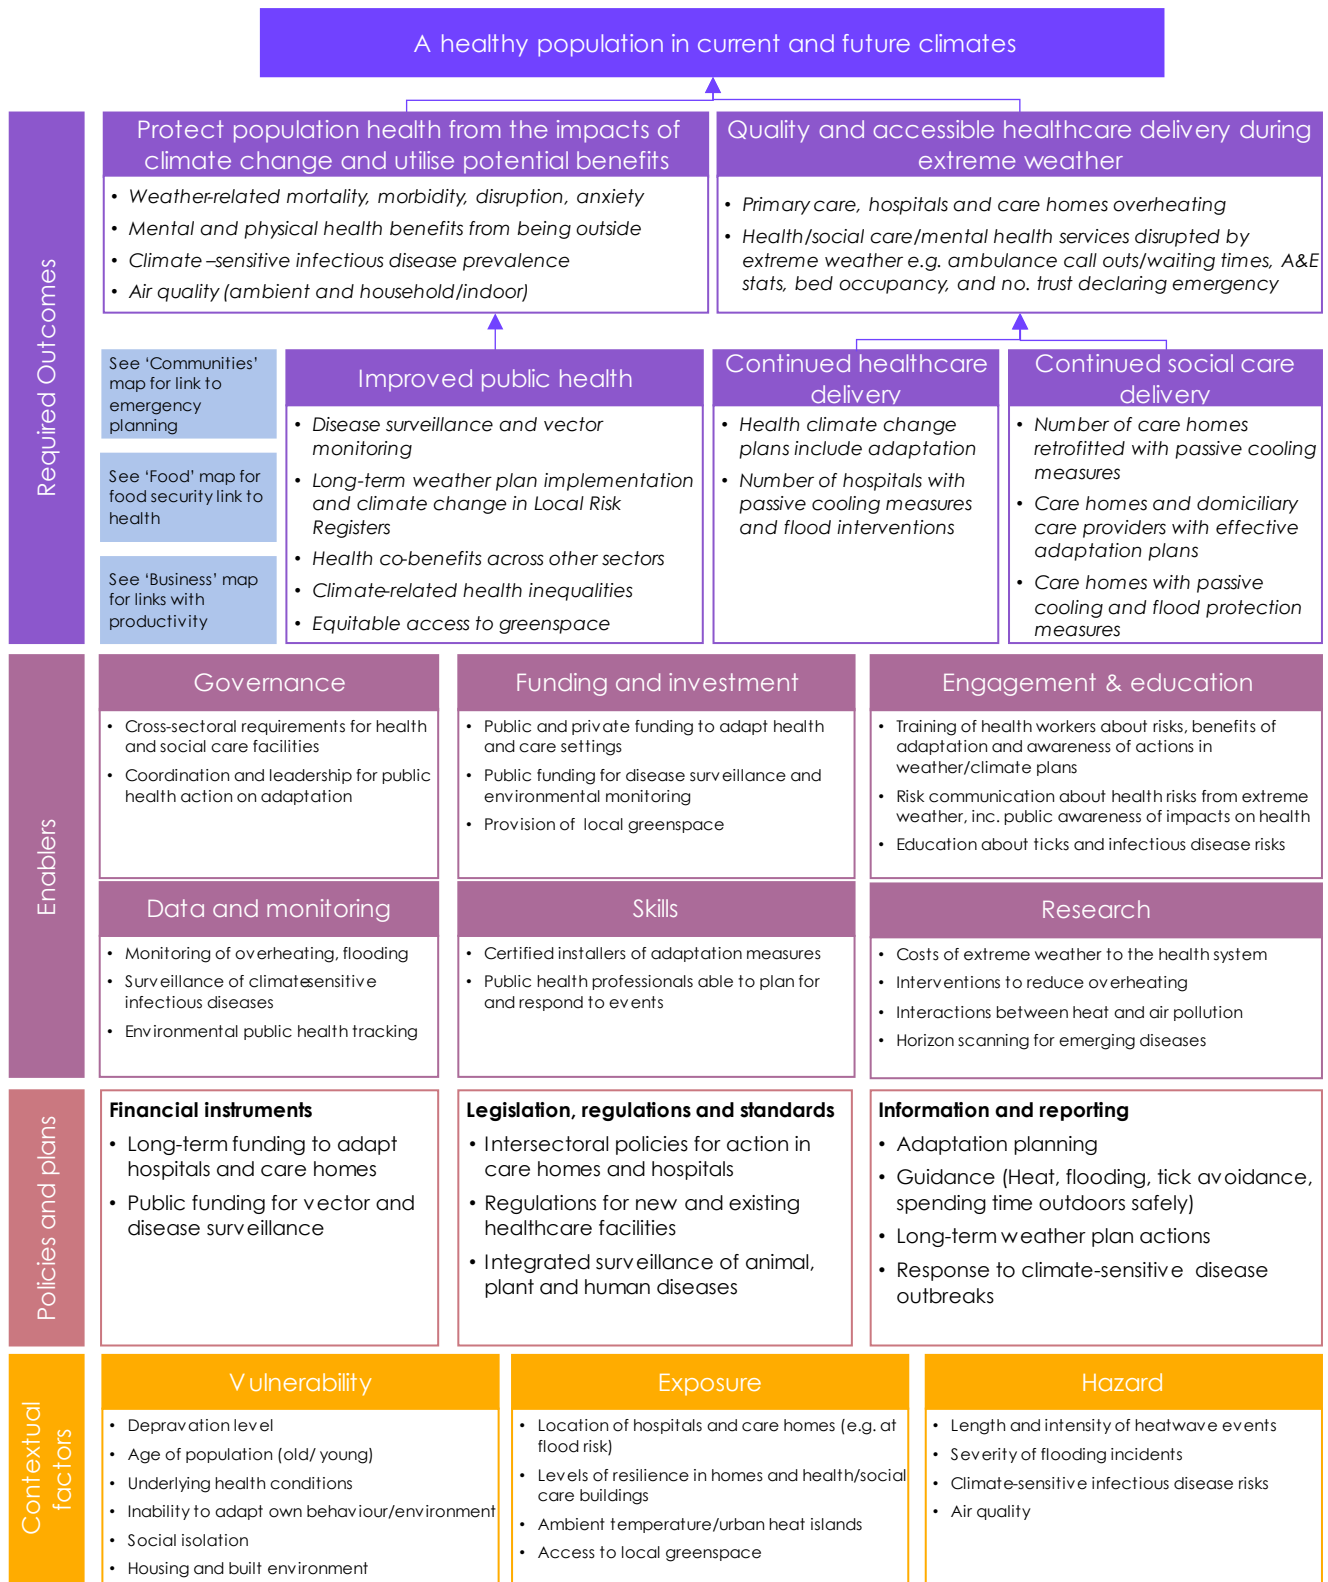 A healthy population in current and future climates
Required Outcomes
Protect population health from the impacts of
climate change and utilise potential benefits
• Weather-related mortality, morbidity, disruption, anxiety
• Mental and physical health benefits from being outside
• Climate –sensitive infectious disease prevalence
• Air quality (ambient and household/indoor)
Quality and accessible healthcare delivery during
extreme weather
• Primary care, hospitals and care homes overheating
• Health/social care/mental health services disrupted by
extreme weather e.g. ambulance call outs/waiting times, A&E
stats, bed occupancy, and no. trust declaring emergency
See ‘Communities’
map for link to
emergency
planning
See ‘Food’ map for
food security link to
health
See ‘Business’ map
for links with
productivity
Improved public health
• Disease surveillance and vector
monitoring
• Long-term weather plan implementation
and climate change in Local Risk
Registers
• Health co-benefits across other sectors
• Climate-related health inequalities
• Equitable access to greenspace
Continued healthcare
delivery
• Health climate change
plans include adaptation
• Number of hospitals with
passive cooling measures
and flood interventions
Continued social care
delivery
• Number of care homes
retrofitted with passive cooling
measures
• Care homes and domiciliary
care providers with effective
adaptation plans
• Care homes with passive
cooling and flood protection
measures
Enablers
Governance
• Cross-sectoral requirements for health
and social care facilities
• Coordination and leadership for public
health action on adaptation
Funding and investment
• Public and private funding to adapt health
and care settings
• Public funding for disease surveillance and
environmental monitoring
• Provision of local greenspace
Engagement & education
• Training of health workers about risks, benefits of
adaptation and awareness of actions in
weather/climate plans
• Risk communication about health risks from extreme
weather, inc. public awareness of impacts on health
• Education about ticks and infectious disease risks
Data and monitoring
• Monitoring of overheating, flooding
• Surveillance of climate-sensitive
infectious diseases
• Environmental public health tracking
Skills
• Certified installers of adaptation measures
• Public health professionals able to plan for
and respond to events
Research
• Costs of extreme weather to the health system
• Interventions to reduce overheating
• Interactions between heat and air pollution
• Horizon scanning for emerging diseases
Policies and plans
Financial instruments
• Long-term funding to adapt
hospitals and care homes
• Public funding for vector and
disease surveillance
Legislation, regulations and standards
• Intersectoral policies for action in
care homes and hospitals
• Regulations for new and existing
healthcare facilities
• Integrated surveillance of animal,
plant and human diseases
Information and reporting
• Adaptation planning
• Guidance (Heat, flooding, tick avoidance,
spending time outdoors safely)
• Long-term weather plan actions
• Response to climate-sensitive disease
outbreaks
Contextual
factors
Vulnerability
• Depravation level
• Age of population (old/ young)
• Underlying health conditions
• Inability to adapt own behaviour/environment
• Social isolation
• Housing and built environment
Exposure
• Location of hospitals and care homes (e.g. at
flood risk)
• Levels of resilience in homes and health/social
care buildings
• Ambient temperature/urban heat islands
• Access to local greenspace
Hazard
• Length and intensity of heatwave events
• Severity of flooding incidents
• Climate-sensitive infectious disease risks
• Air quality